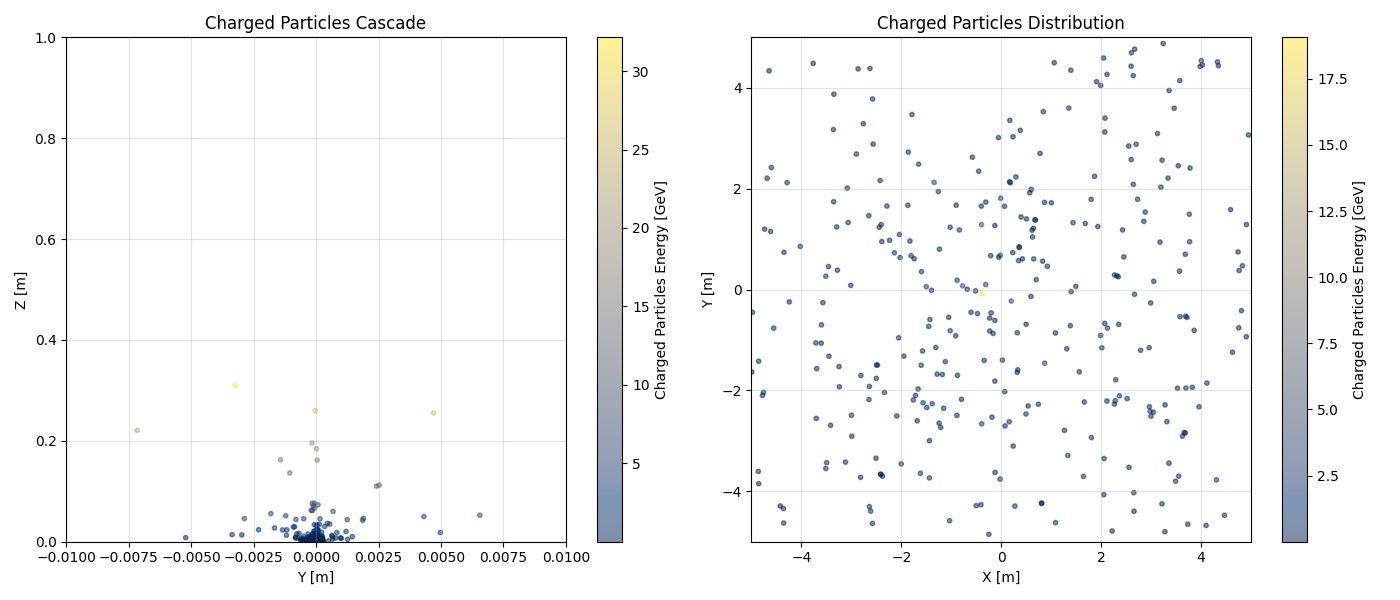 Charged Particles Cascade
1.0
0.8
0.6
0.4
0.2
0.0
Z [m]
−0.0100 −0.0075 −0.0050 −0.0025 0.0000 0.0025 0.0050 0.0075 0.0100
Y [m]
30
25
20
15
10
5
Charged Particles Energy [GeV]
Charged Particles Distribution
4
2
0
−2
−4
Y [m]
−4 −2 0 2 4
X [m]
17.5
15.0
12.5
10.0
7.5
5.0
2.5
Charged Particles Energy [GeV]